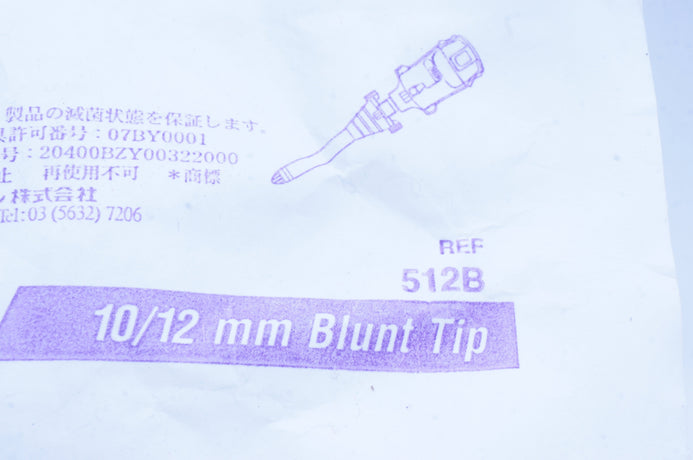 製品の滅菌状態を保証します。
許可番号：07BY0001
号：20400BZY00322000
再使用不可 ＊商標
株式会社
Tel：03 (5632) 7206
REF
512B
10/12 mm Blunt Tip